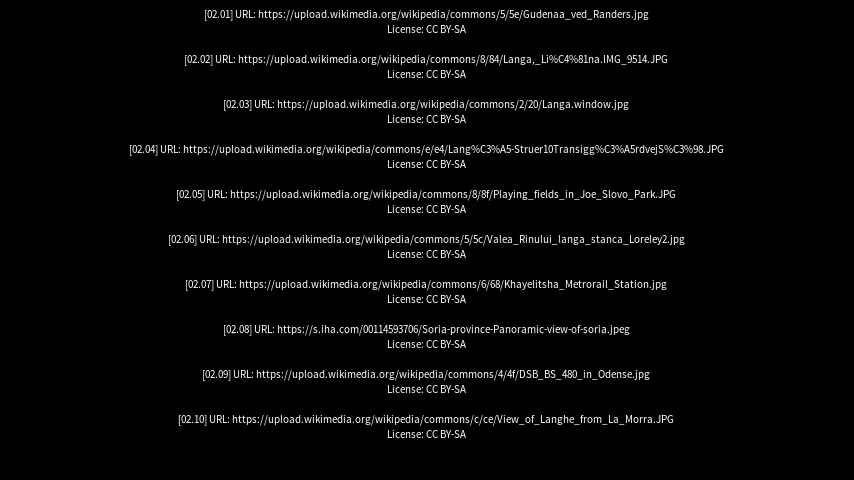 [02.01] URL: https://upload.wikimedia.org/wikipedia/commons/5/5e/Gudenaa_ved_Randers.jpg
License: CC BY-SA
[02.02] URL: https://upload.wikimedia.org/wikipedia/commons/8/84/Langa,_Li%C4%81na.IMG_9514.JPG
License: CC BY-SA
[02.03] URL: https://upload.wikimedia.org/wikipedia/commons/2/20/Langa.window.jpg
License: CC BY-SA
[02.04] URL: https://upload.wikimedia.org/wikipedia/commons/e/e4/Lang%C3%A5-Struer10Transigg%C3%A5rdvejS%C3%98.JPG
License: CC BY-SA
[02.05] URL: https://upload.wikimedia.org/wikipedia/commons/8/8f/Playing_fields_in_Joe_Slovo_Park.JPG
License: CC BY-SA
[02.06] URL: https://upload.wikimedia.org/wikipedia/commons/5/5c/Valea_Rinului_langa_stanca_Loreley2.jpg
License: CC BY-SA
[02.07] URL: https://upload.wikimedia.org/wikipedia/commons/6/68/Khayelitsha_Metrorail_Station.jpg
License: CC BY-SA
[02.08] URL: https://s.iha.com/00114593706/Soria-province-Panoramic-view-of-soria.jpeg
License: CC BY-SA
[02.09] URL: https://upload.wikimedia.org/wikipedia/commons/4/4f/DSB_BS_480_in_Odense.jpg
License: CC BY-SA
[02.10] URL: https://upload.wikimedia.org/wikipedia/commons/c/ce/View_of_Langhe_from_La_Morra.JPG
License: CC BY-SA